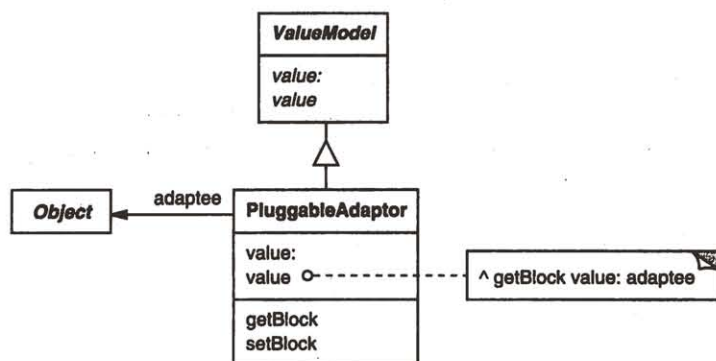 ValueModel
value:
value
Object
adaptee
PluggableAdaptor
value:
value
^ getBlock value: adaptee
getBlock
setBlock